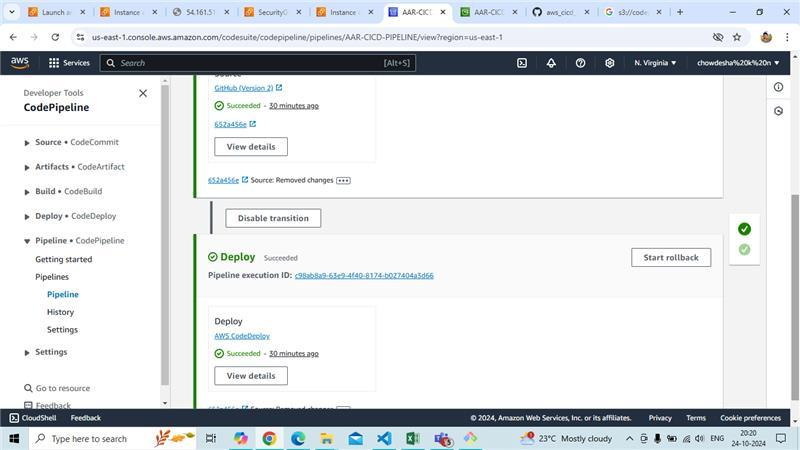 Launch an
Instance d
54.161.51
SecurityG
Instance d
AAR-CICD
AAR-CICD
aws_cicd_
s3://codep
us-east-1.console.aws.amazon.com/codesuite/codepipeline/pipelines/AAR-CICD-PIPELINE/view?region=us-east-1
aws
Services
Search
[Alt+S]
N. Virginia
chowdesha%20k%20n
Developer Tools
CodePipeline
Source • CodeCommit
Artifacts • CodeArtifact
Build • CodeBuild
Deploy • CodeDeploy
Pipeline • CodePipeline
Getting started
Pipelines
Pipeline
History
Settings
Settings
Go to resource
Feedback
Source
GitHub (Version 2)
Succeeded - 30 minutes ago
652a456e
View details
652a456e Source: Removed changes
Disable transition
Deploy Succeeded
Start rollback
Pipeline execution ID: c98ab8a9-63e9-4f40-8174-b027404a3d66
Deploy
AWS CodeDeploy
Succeeded - 30 minutes ago
View details
652a456e Source: Removed changes
CloudShell
Feedback
© 2024, Amazon Web Services, Inc. or its affiliates.
Privacy
Terms
Cookie preferences
Type here to search
23°C Mostly cloudy
ENG
20:20
24-10-2024